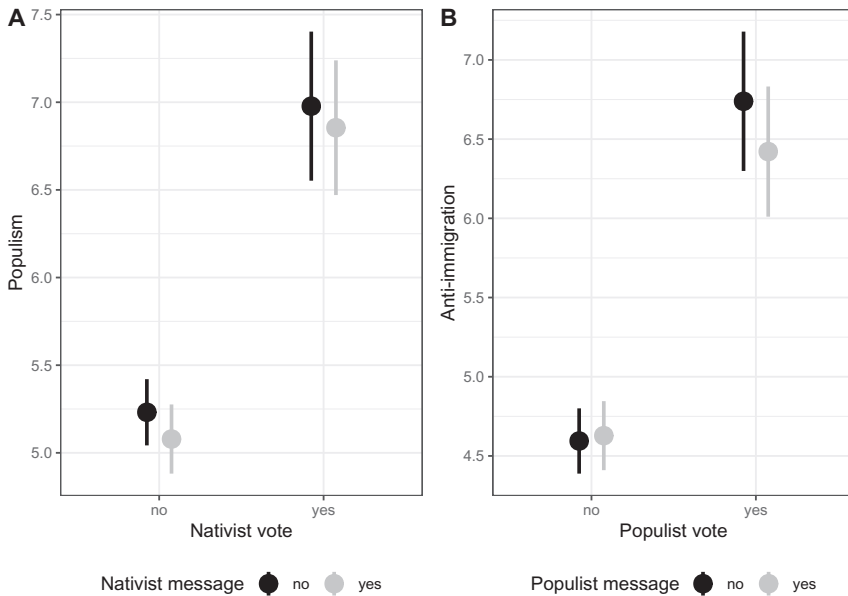 A
7.5
7.0
6.5
6.0
5.5
5.0
Populism
no yes
Nativist vote
Nativist message no yes
B
7.0
6.5
6.0
5.5
5.0
4.5
Anti-immigration
no yes
Populist vote
Populist message no yes